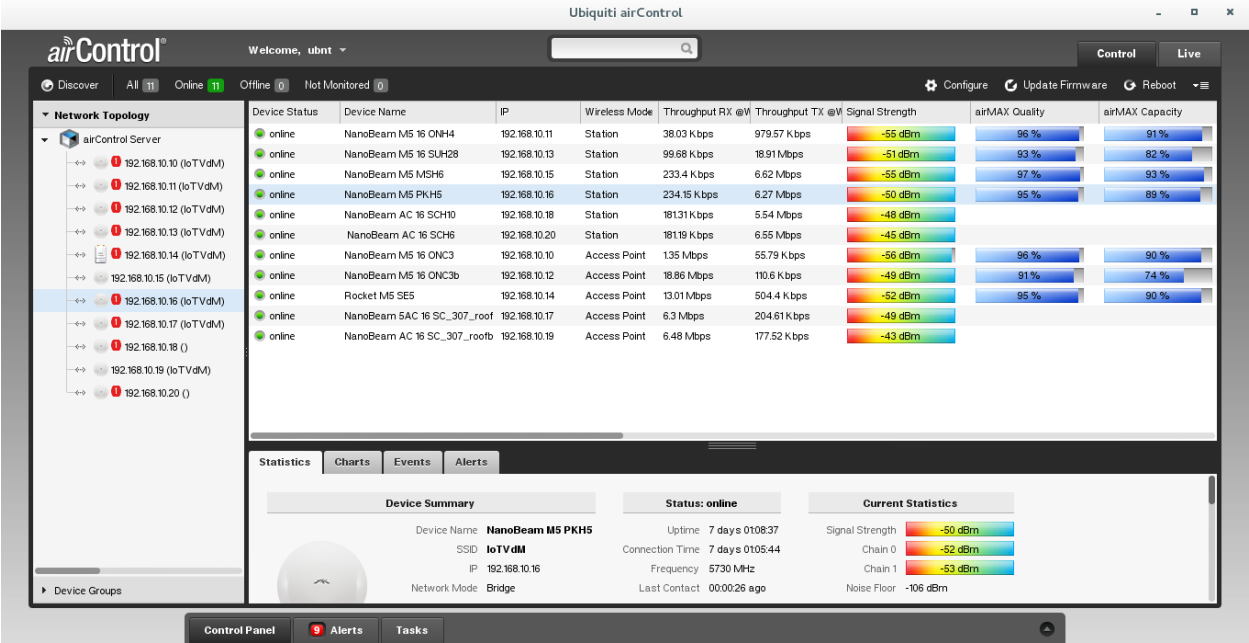 Ubiquiti airControl
airControl®
Welcome, ubnt
Control Live
Discover All 11 Online 11 Offline 0 Not Monitored 0 Configure Update Firmware Reboot
Network Topology
airControl Server
192.168.10.10 (IoTVdM)
192.168.10.11 (IoTVdM)
192.168.10.12 (IoTVdM)
192.168.10.13 (IoTVdM)
192.168.10.14 (IoTVdM)
192.168.10.15 (IoTVdM)
192.168.10.16 (IoTVdM)
192.168.10.17 (IoTVdM)
192.168.10.18 ()
192.168.10.19 (IoTVdM)
192.168.10.20 ()
Device Groups
Device Status Device Name IP Wireless Mode Throughput RX @W Throughput TX @W Signal Strength airMAX Quality airMAX Capacity
online NanoBeam M5 16 ONH4 192.168.10.11 Station 38.03 Kbps 979.57 Kbps -55 dBm 96 % 91 %
online NanoBeam M5 16 SUH28 192.168.10.13 Station 99.68 Kbps 18.91 Mbps -51 dBm 93 % 82 %
online NanoBeam M5 MSH6 192.168.10.15 Station 233.4 Kbps 6.62 Mbps -55 dBm 97 % 93 %
online NanoBeam M5 PKH5 192.168.10.16 Station 234.15 Kbps 6.27 Mbps -50 dBm 95 % 89 %
online NanoBeam AC 16 SCH10 192.168.10.18 Station 181.31 Kbps 5.54 Mbps -48 dBm
online NanoBeam AC 16 SCH6 192.168.10.20 Station 181.19 Kbps 6.55 Mbps -45 dBm
online NanoBeam M5 16 ONC3 192.168.10.10 Access Point 1.35 Mbps 55.79 Kbps -56 dBm 96 % 90 %
online NanoBeam M5 16 ONC3b 192.168.10.12 Access Point 18.86 Mbps 110.6 Kbps -49 dBm 91 % 74 %
online Rocket M5 SE5 192.168.10.14 Access Point 13.01 Mbps 504.4 Kbps -52 dBm 95 % 90 %
online NanoBeam 5AC 16 SC_307_roof 192.168.10.17 Access Point 6.3 Mbps 204.61 Kbps -49 dBm
online NanoBeam AC 16 SC_307_roofb 192.168.10.19 Access Point 6.48 Mbps 177.52 Kbps -43 dBm
Statistics Charts Events Alerts
Device Summary Status: online Current Statistics
Device Name NanoBeam M5 PKH5 Uptime 7 days 01:08:37 Signal Strength -50 dBm
SSID IoTVdM Connection Time 7 days 01:05:44 Chain 0 -52 dBm
IP 192.168.10.16 Frequency 5730 MHz Chain 1 -53 dBm
Network Mode Bridge Last Contact 00:00:26 ago Noise Floor -106 dBm
Control Panel 9 Alerts Tasks